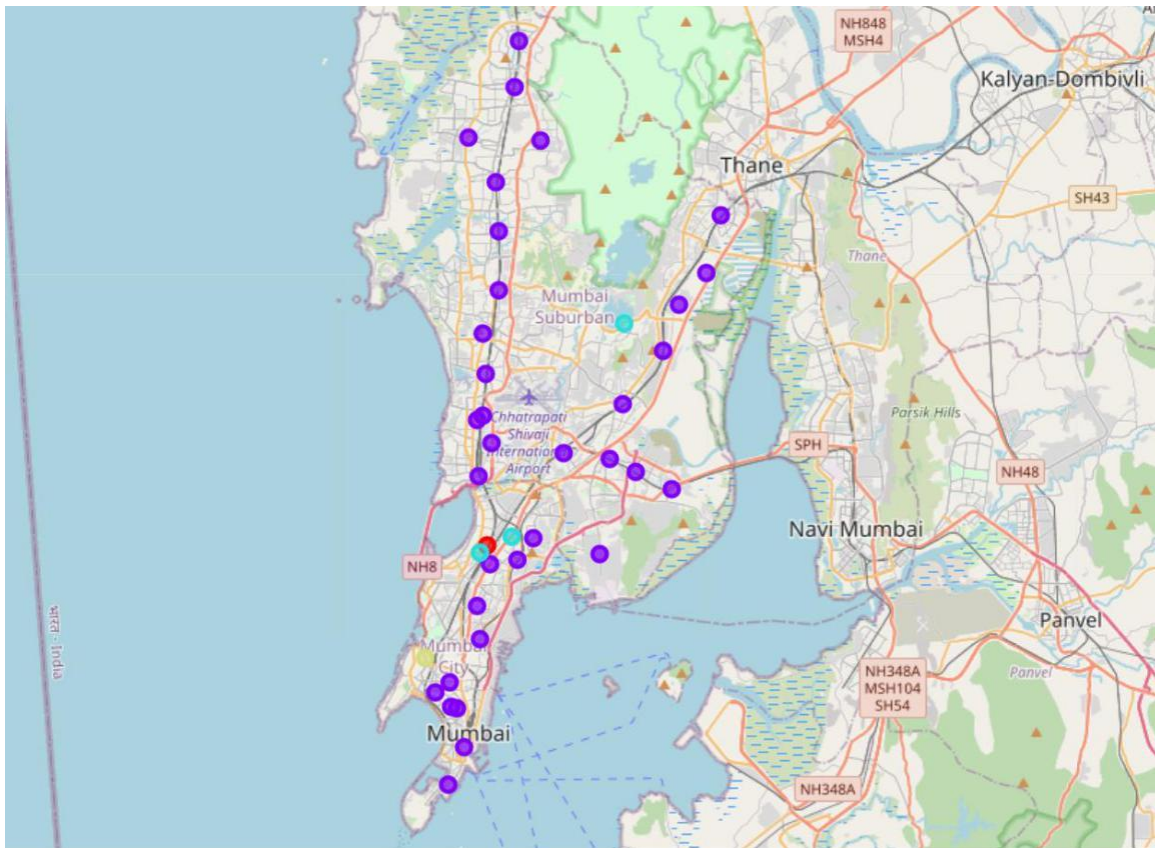 NH848
MSH4
Kalyan-Dombivli
Thane
SH43
Thane
Mumbai
Suburban
Chhatrapati
Shivaji
International
Airport
Parsik Hills
SPH
NH48
Navi Mumbai
NH8
भारत - India
Panvel
Mumbai
City
NH348A
MSH104
SH54
Panvel
Mumbai
NH348A